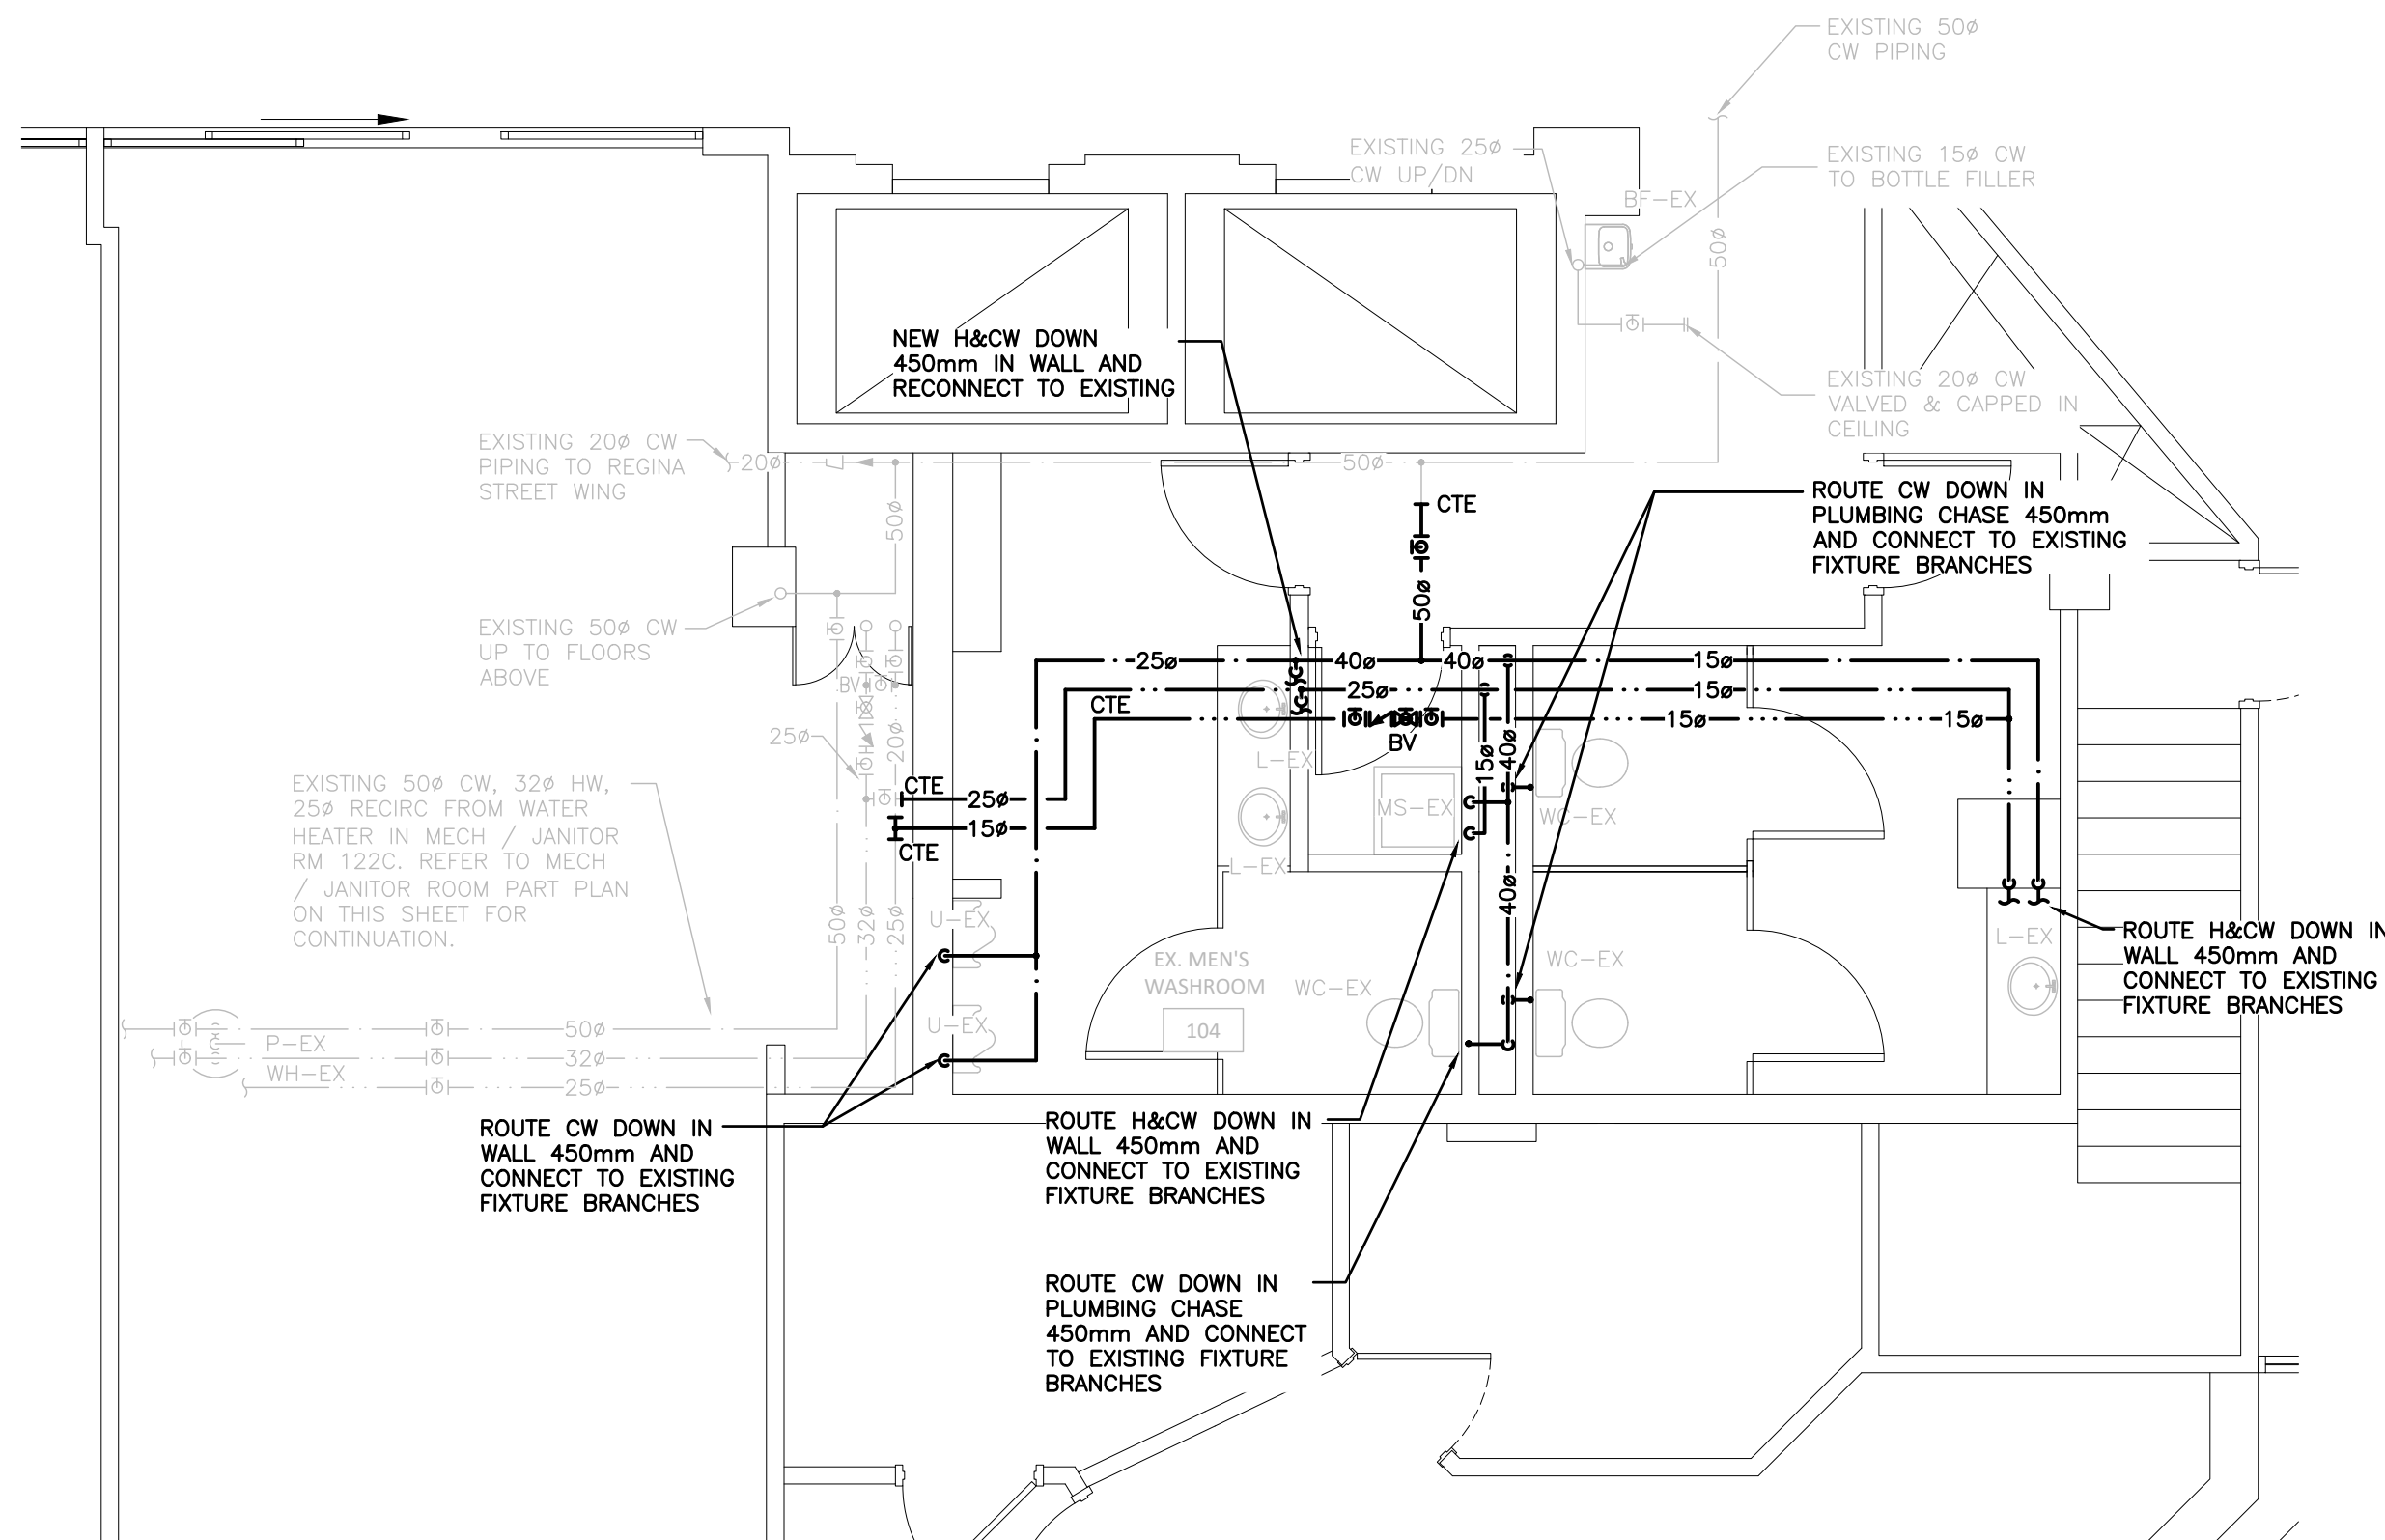 EXISTING 50ø
CW PIPING
EXISTING 25ø
CW UP/DN
EXISTING 15ø CW
TO BOTTLE FILLER
BF-EX
50ø
NEW H&CW DOWN
450mm IN WALL AND
RECONNECT TO EXISTING
EXISTING 20ø CW
VALVED & CAPPED IN
CEILING
EXISTING 20ø CW
PIPING TO REGINA
STREET WING
20ø
50ø
50ø
CTE
ROUTE CW DOWN IN
PLUMBING CHASE 450mm
AND CONNECT TO EXISTING
FIXTURE BRANCHES
50ø
EXISTING 50ø CW
UP TO FLOORS
ABOVE
25ø
40ø
40ø
15ø
BV
25ø
15ø
CTE
15ø
15ø
BV
25ø
20ø
L-EX
15ø
40ø
EXISTING 50ø CW, 32ø HW,
25ø RECIRC FROM WATER
HEATER IN MECH / JANITOR
RM 122C. REFER TO MECH
/ JANITOR ROOM PART PLAN
ON THIS SHEET FOR
CONTINUATION.
CTE
25ø
15ø
CTE
MS-EX
WC-EX
L-EX
40ø
50ø
32ø
25ø
U-EX
EX. MEN'S
WASHROOM
104
WC-EX
WC-EX
L-EX
ROUTE H&CW DOWN IN
WALL 450mm AND
CONNECT TO EXISTING
FIXTURE BRANCHES
U-EX
P-EX
WH-EX
50ø
32ø
25ø
ROUTE CW DOWN IN
WALL 450mm AND
CONNECT TO EXISTING
FIXTURE BRANCHES
ROUTE H&CW DOWN IN
WALL 450mm AND
CONNECT TO EXISTING
FIXTURE BRANCHES
ROUTE CW DOWN IN
PLUMBING CHASE
450mm AND CONNECT
TO EXISTING FIXTURE
BRANCHES